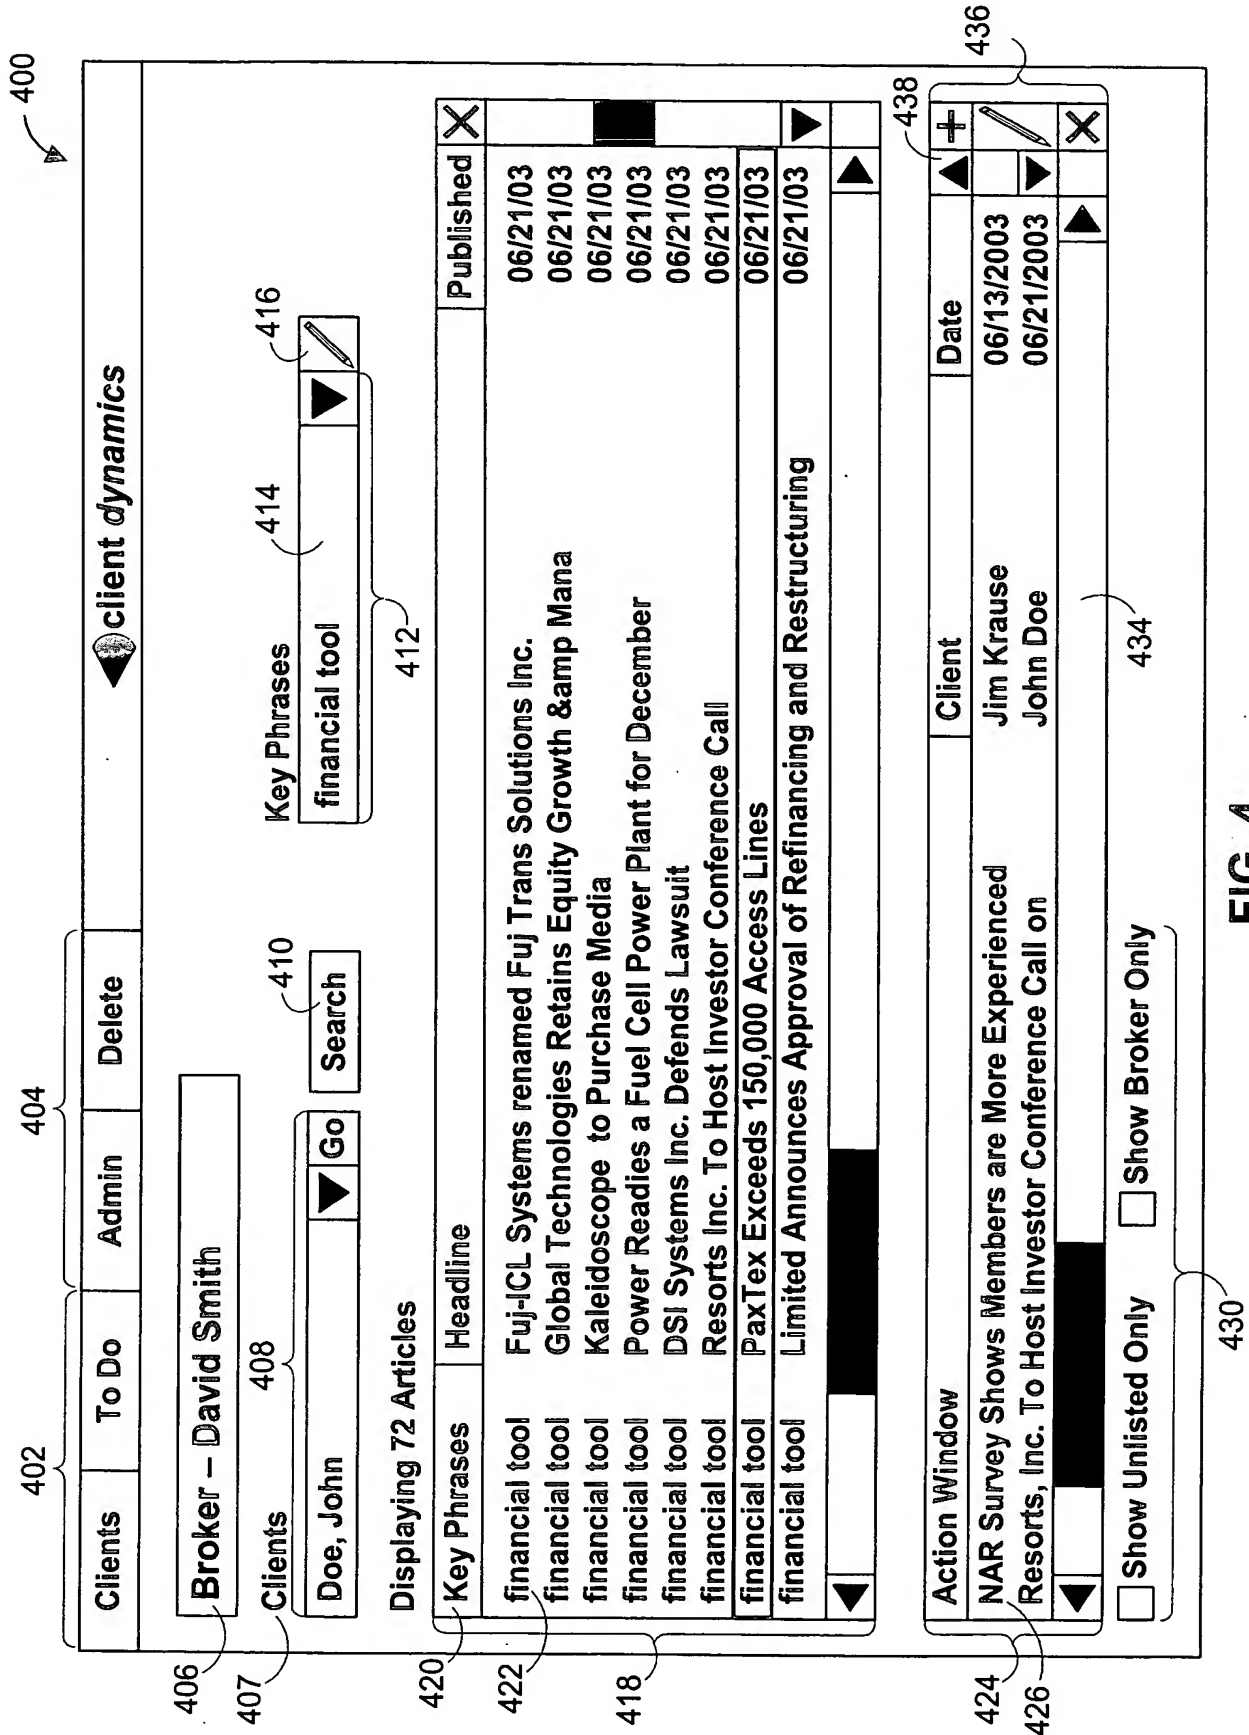 400
402
404
Clients To Do Admin Delete client dynamics
406
Broker – David Smith
407
Clients
408
410
Key Phrases
414
416
Doe, John Go Search financial tool
412
Displaying 72 Articles
420
Key Phrases Headline Published
422
financial tool Fuj-ICL Systems renamed Fuj Trans Solutions Inc. 06/21/03
financial tool Global Technologies Retains Equity Growth &amp Mana 06/21/03
financial tool Kaleidoscope to Purchase Media 06/21/03
financial tool Power Readies a Fuel Cell Power Plant for December 06/21/03
financial tool DSI Systems Inc. Defends Lawsuit 06/21/03
financial tool Resorts Inc. To Host Investor Conference Call 06/21/03
financial tool PaxTex Exceeds 150,000 Access Lines 06/21/03
financial tool Limited Announces Approval of Refinancing and Restructuring 06/21/03
418
438
436
Action Window Client Date
424
426
NAR Survey Shows Members are More Experienced Jim Krause 06/13/2003
Resorts, Inc. To Host Investor Conference Call on John Doe 06/21/2003
434
Show Unlisted Only Show Broker Only
430
FIG. 4